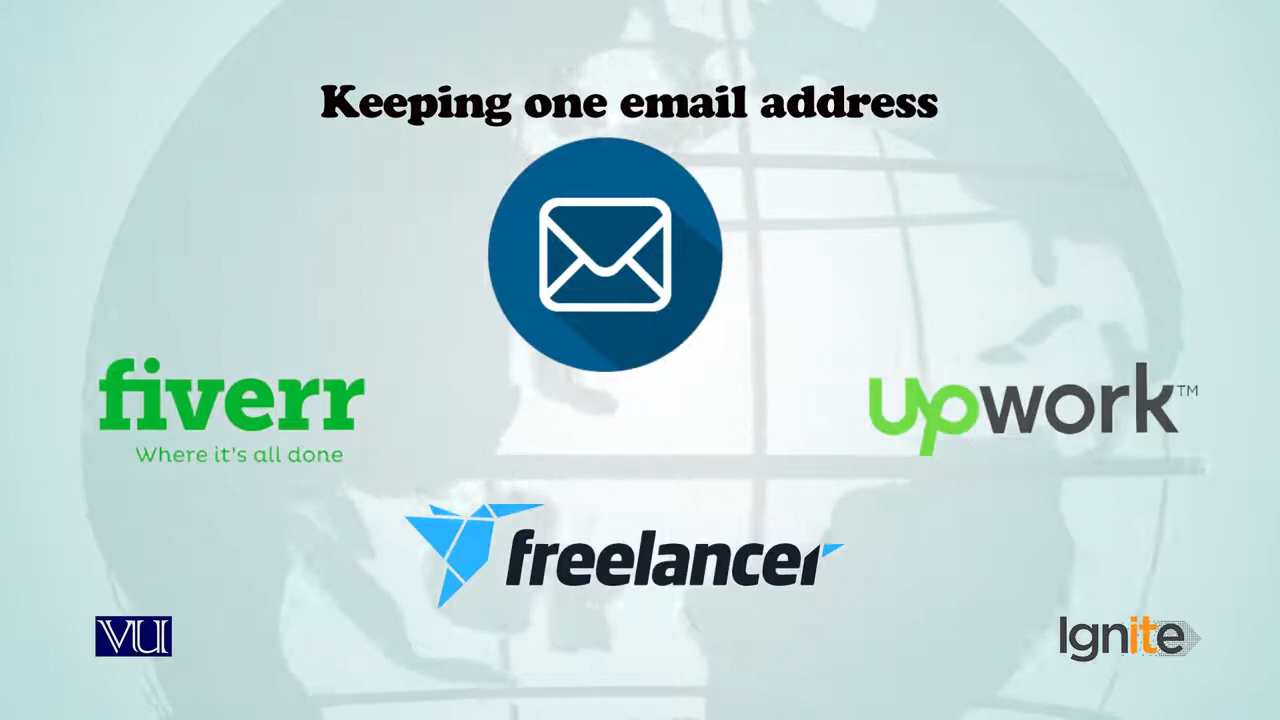 Keeping one email address
fiverr
Where it's all done
upwork™
freelancer
VU
Ignite